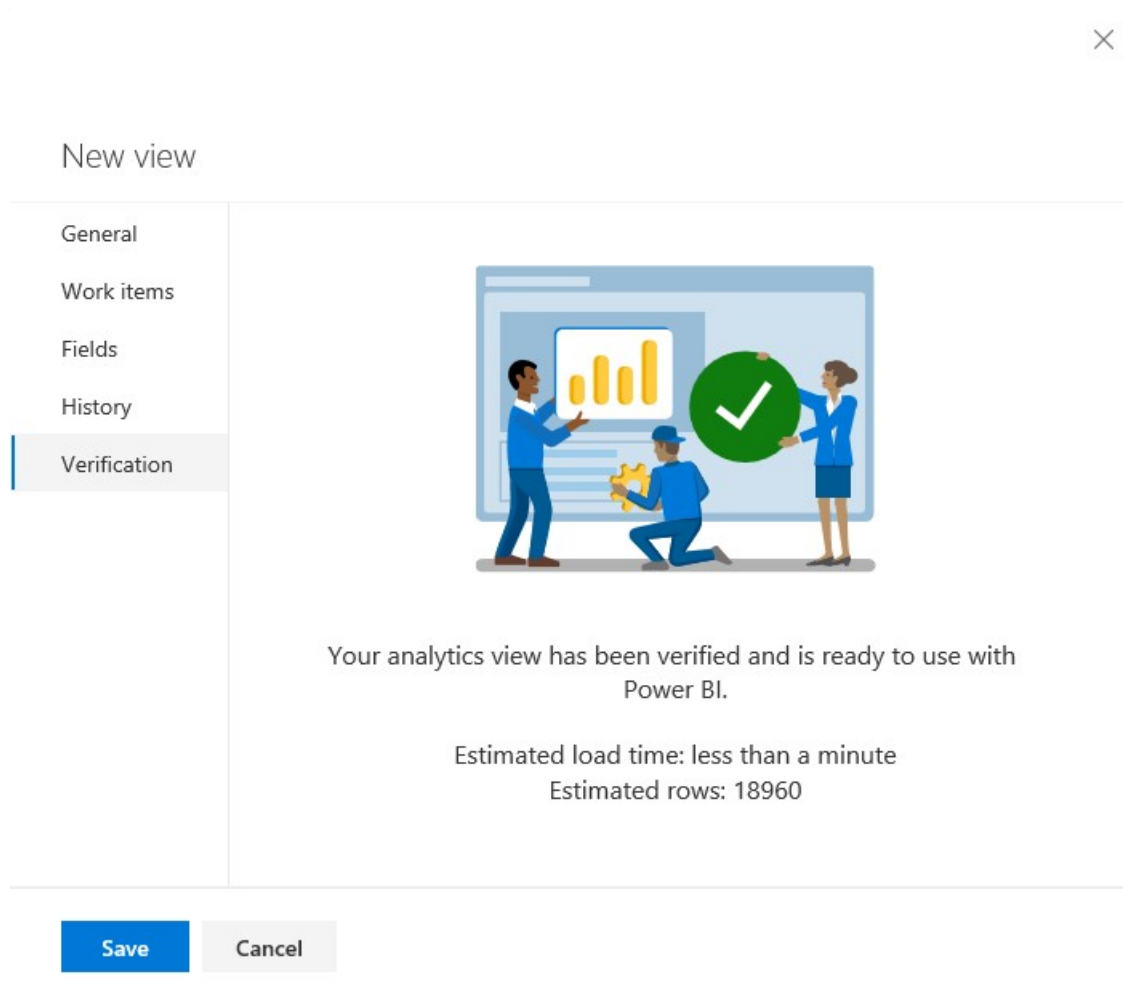 New view
General
Work items
Fields
History
Verification
Your analytics view has been verified and is ready to use with
Power BI.
Estimated load time: less than a minute
Estimated rows: 18960
Save
Cancel